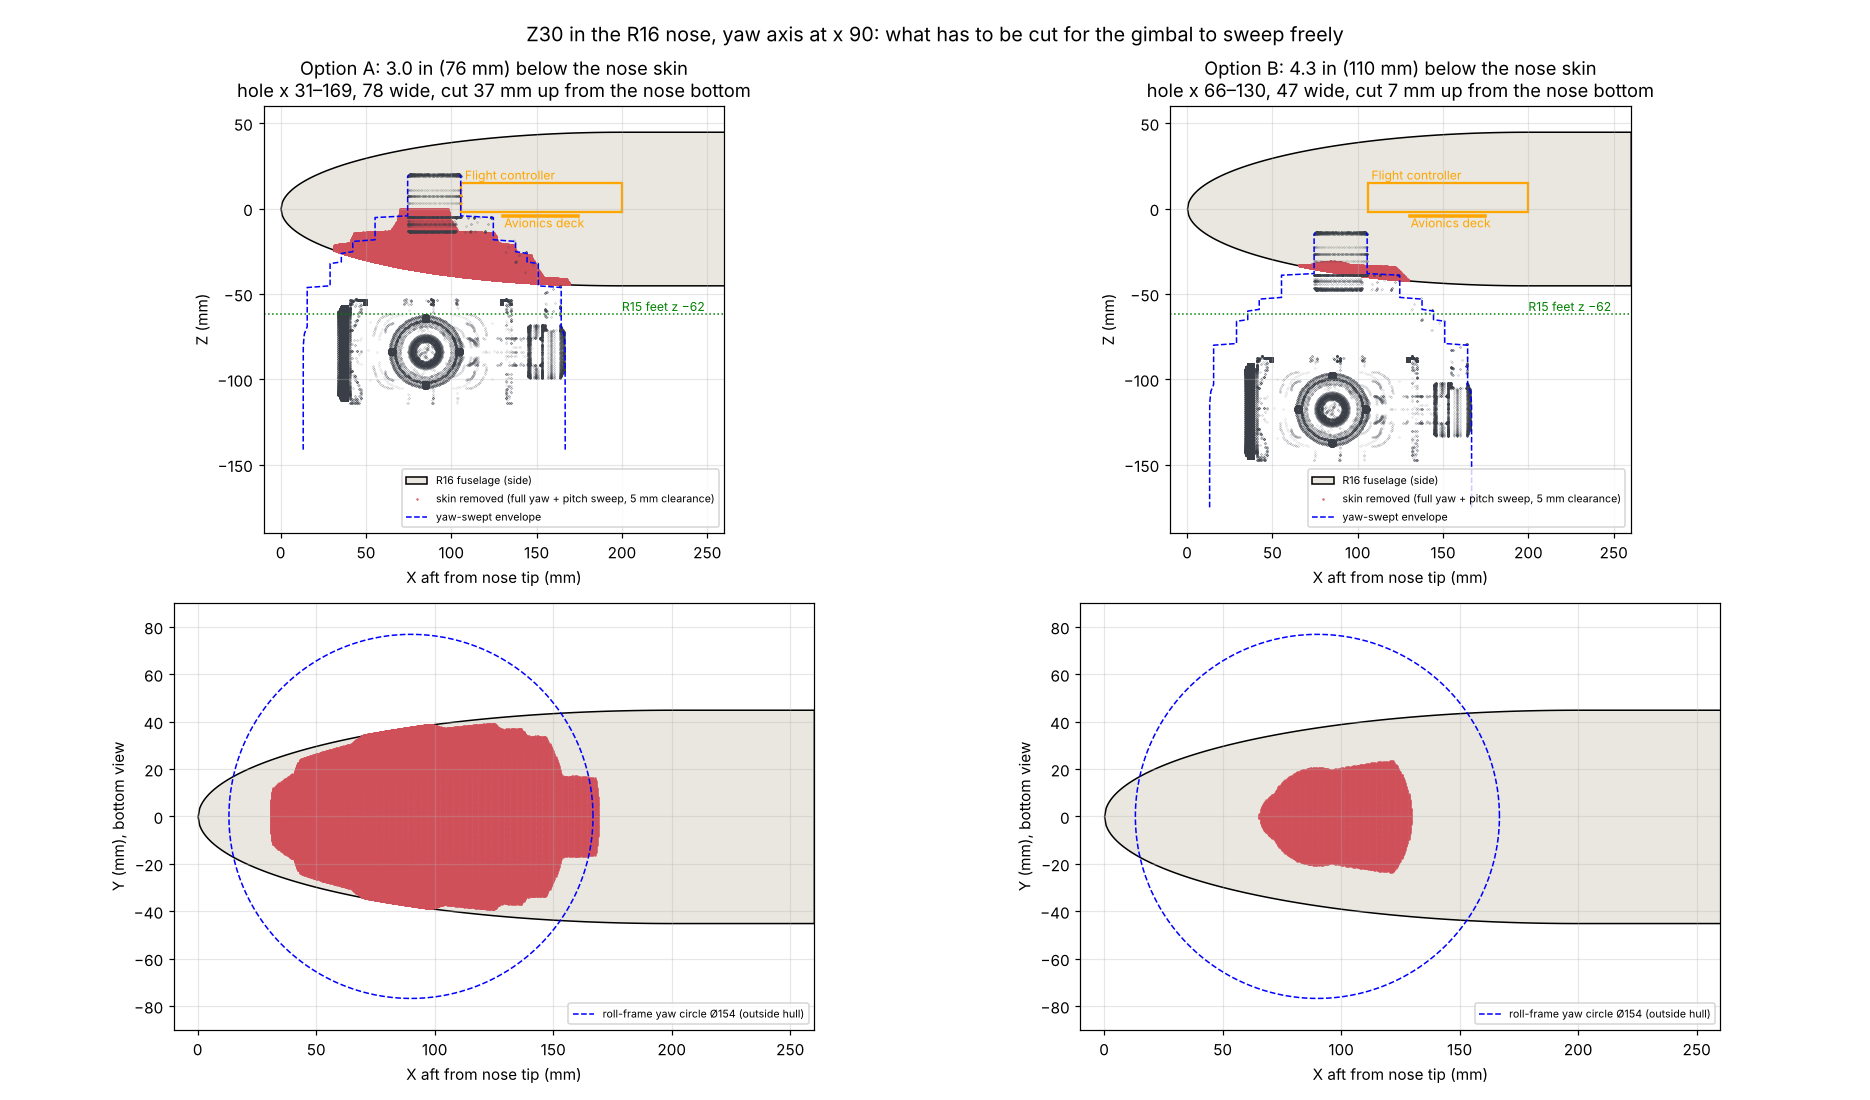 Z30 in the R16 nose, yaw axis at x 90: what has to be cut for the gimbal to sweep freely
Option A: 3.0 in (76 mm) below the nose skin
hole x 31–169, 78 wide, cut 37 mm up from the nose bottom
50
0
−50
−100
−150
Z (mm)
Flight controller
Avionics deck
R15 feet z −62
R16 fuselage (side)
skin removed (full yaw + pitch sweep, 5 mm clearance)
yaw-swept envelope
0
50
100
150
200
250
X aft from nose tip (mm)
Option B: 4.3 in (110 mm) below the nose skin
hole x 66–130, 47 wide, cut 7 mm up from the nose bottom
50
0
−50
−100
−150
Z (mm)
Flight controller
Avionics deck
R15 feet z −62
R16 fuselage (side)
skin removed (full yaw + pitch sweep, 5 mm clearance)
yaw-swept envelope
0
50
100
150
200
250
X aft from nose tip (mm)
80
60
40
20
0
−20
−40
−60
−80
Y (mm), bottom view
roll-frame yaw circle Ø154 (outside hull)
0
50
100
150
200
250
X aft from nose tip (mm)
80
60
40
20
0
−20
−40
−60
−80
Y (mm), bottom view
roll-frame yaw circle Ø154 (outside hull)
0
50
100
150
200
250
X aft from nose tip (mm)